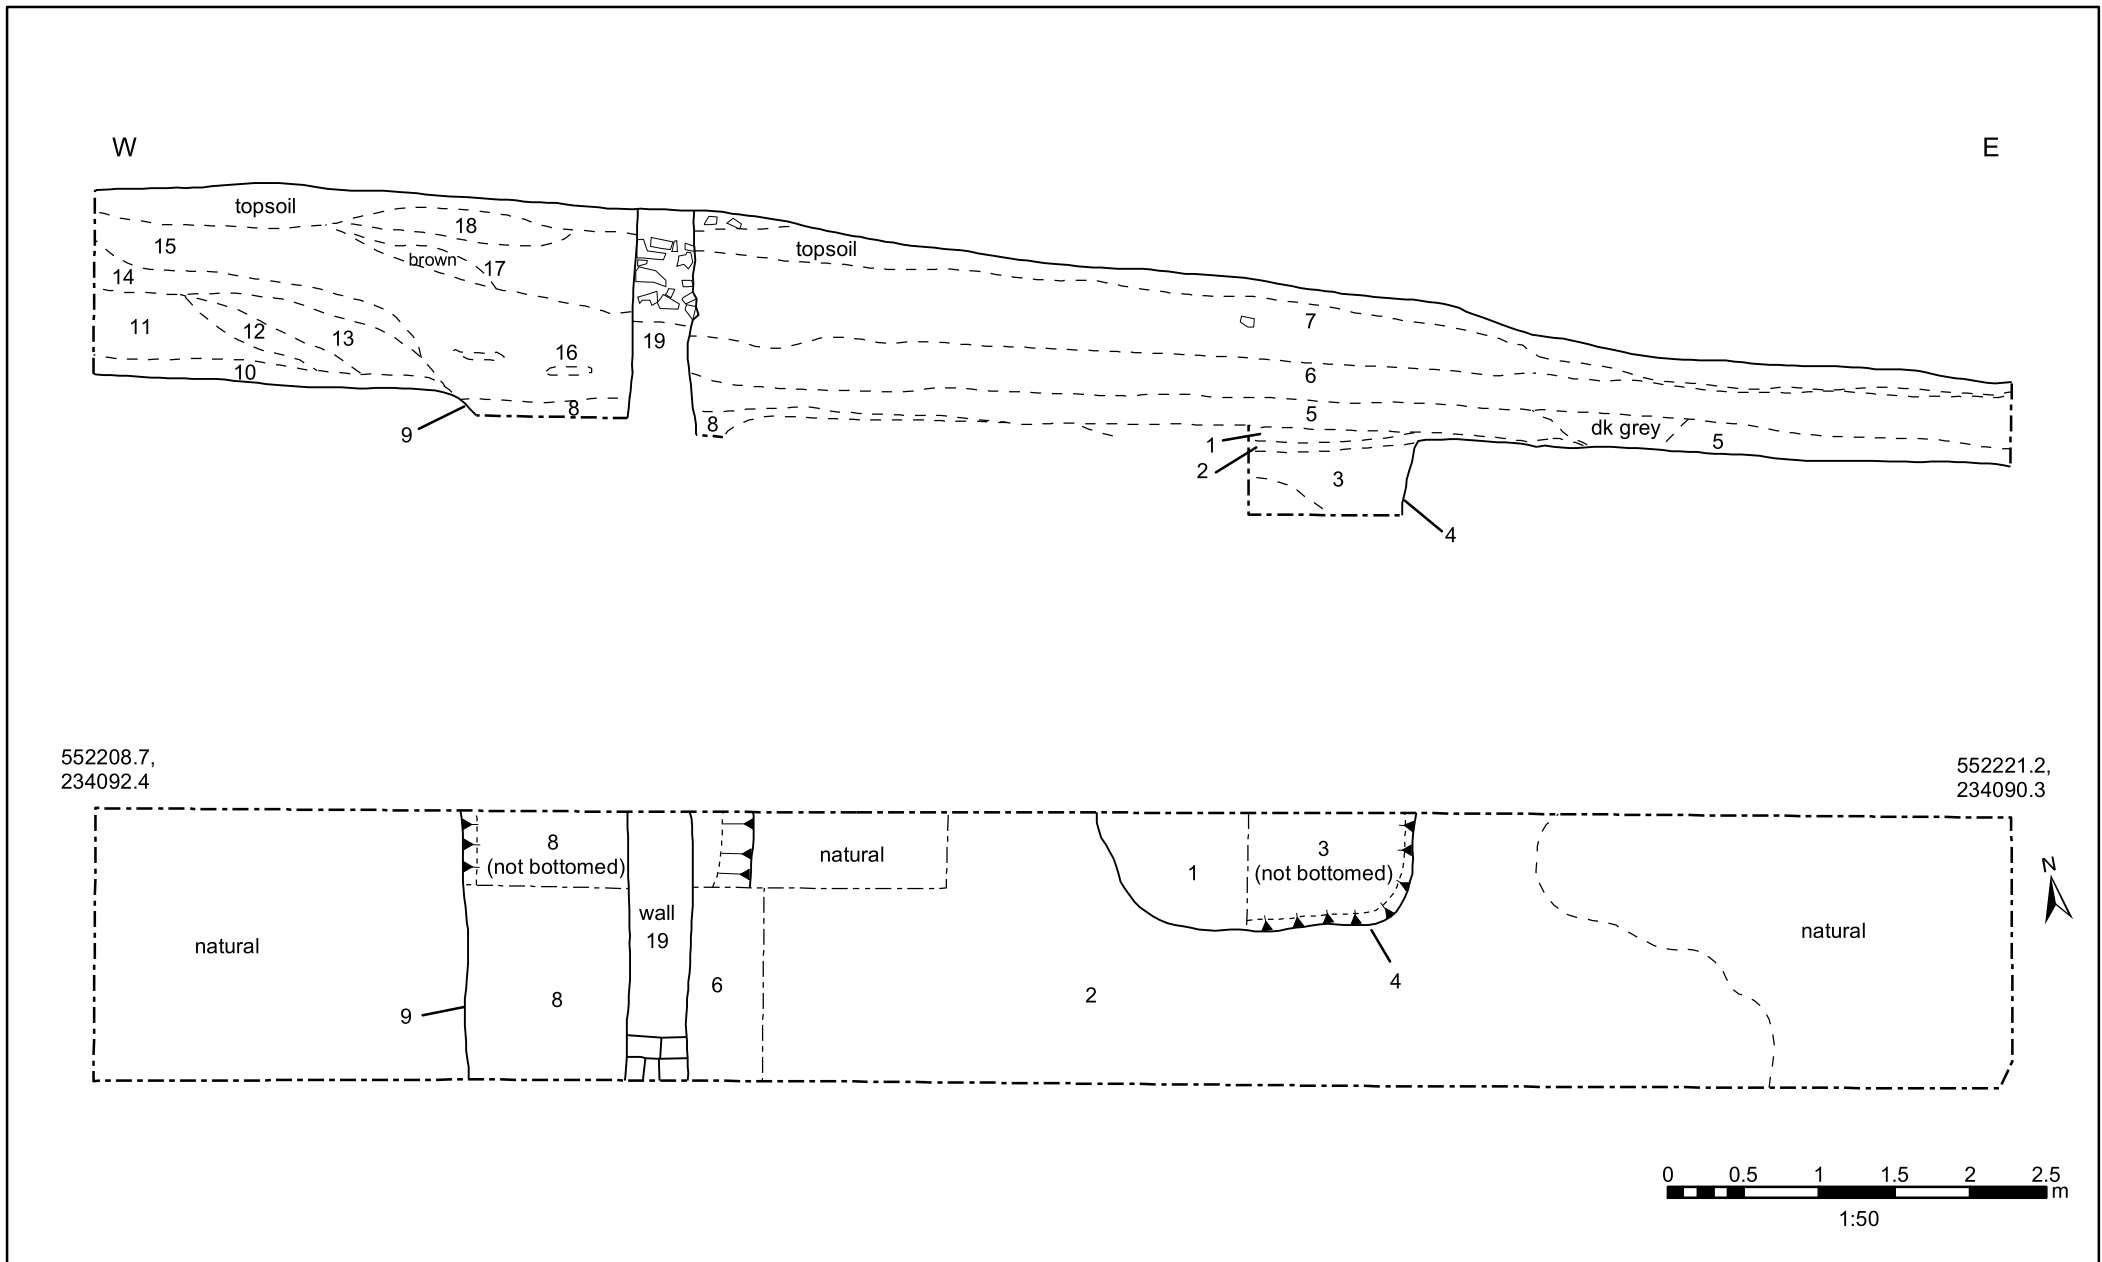 W
E
topsoil
18
15
topsoil
brown
17
14
11
12
13
7
19
16
6
10
8
5
9
8
dk grey
1
5
2
3
4
552208.7,
234092.4
552221.2,
234090.3
8
(not bottomed)
natural
3
(not bottomed)
N
1
wall
19
natural
natural
6
4
2
8
9
0 0.5 1 1.5 2 2.5
m
1:50